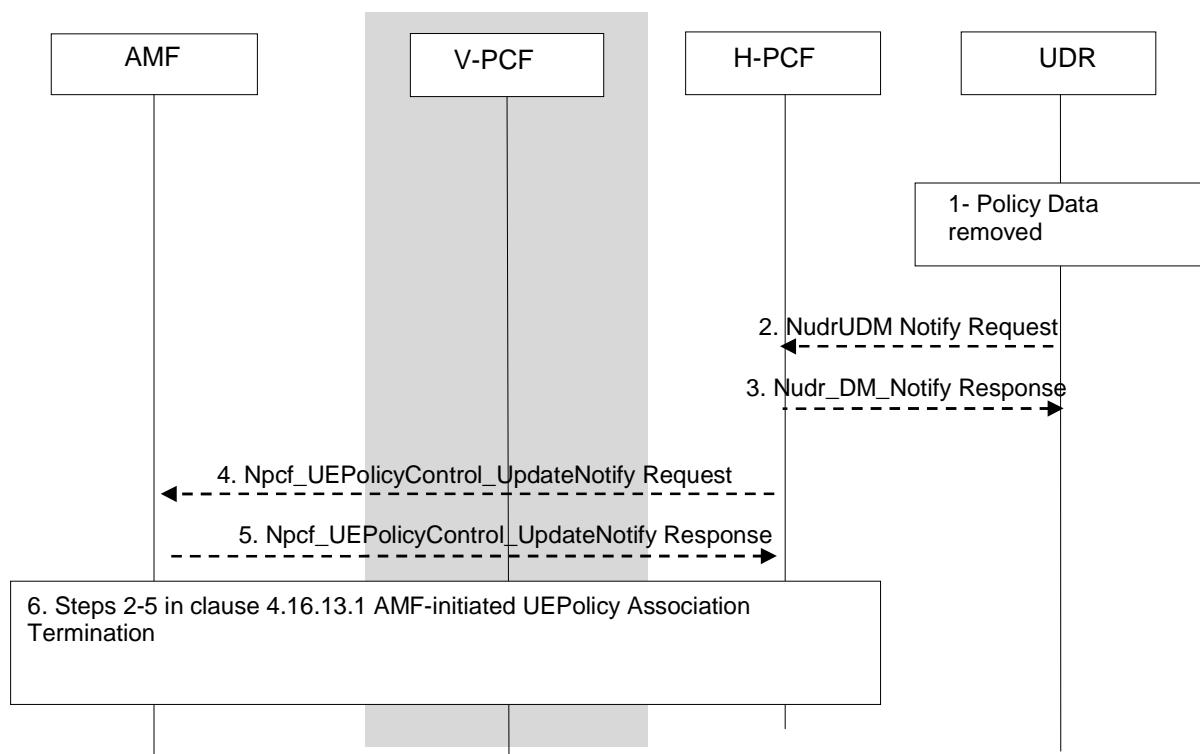 AMF
V-PCF
H-PCF
UDR
1- Policy Data
removed
2. NudrUDM Notify Request
3. Nudr_DM_Notify Response
4. Npcf_UEPolicyControl_UpdateNotify Request
5. Npcf_UEPolicyControl_UpdateNotify Response
6. Steps 2-5 in clause 4.16.13.1 AMF-initiated UEPolicy Association
Termination